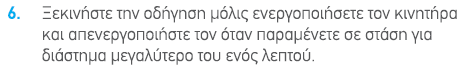 6. Ξεκινήστε την οδήγηση μόλις ενεργοποιήσετε τον κινητήρα
και απενεργοποιήστε τον όταν παραμένετε σε στάση για
διάστημα μεγαλύτερο του ενός λεπτού.